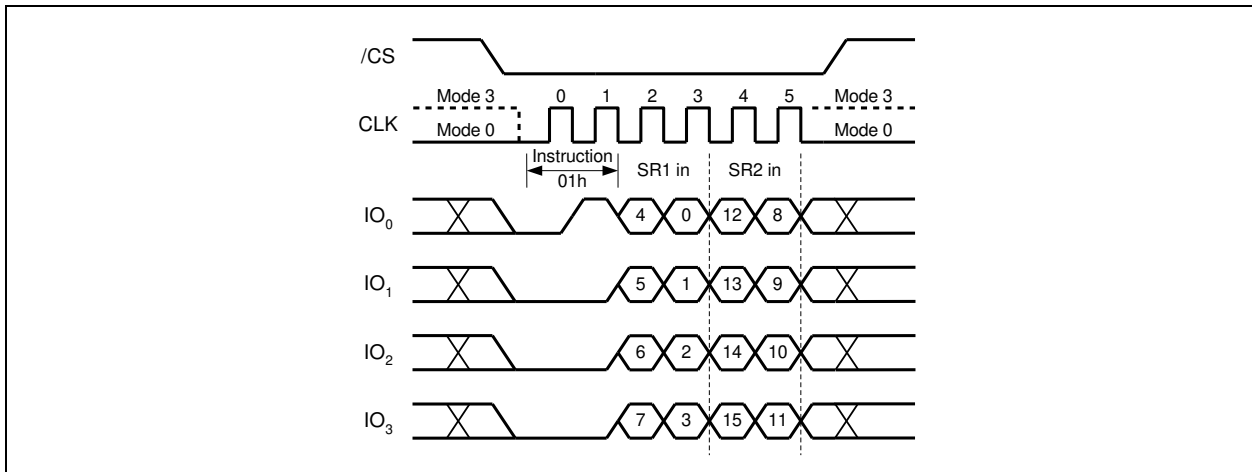 /CS
Mode 3 0 1 2 3 4 5 Mode 3
CLK Mode 0 Mode 0
Instruction SR1 in SR2 in
01h
IO0 4 0 12 8
IO1 5 1 13 9
IO2 6 2 14 10
IO3 7 3 15 11